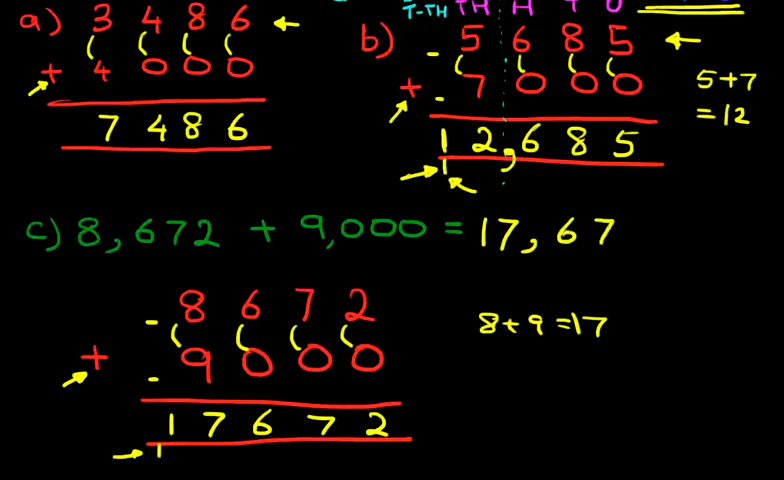 T-TH TH H T O
a) 3 4 8 6
+ 4 0 0 0
7 4 8 6
b) - 5 6 8 5
+ - 7 0 0 0
1 2,6 8 5
1
5+7
=12
c) 8,672 + 9,000 = 17,67
- 8 6 7 2
+ - 9 0 0 0
1 7 6 7 2
1
8+9=17